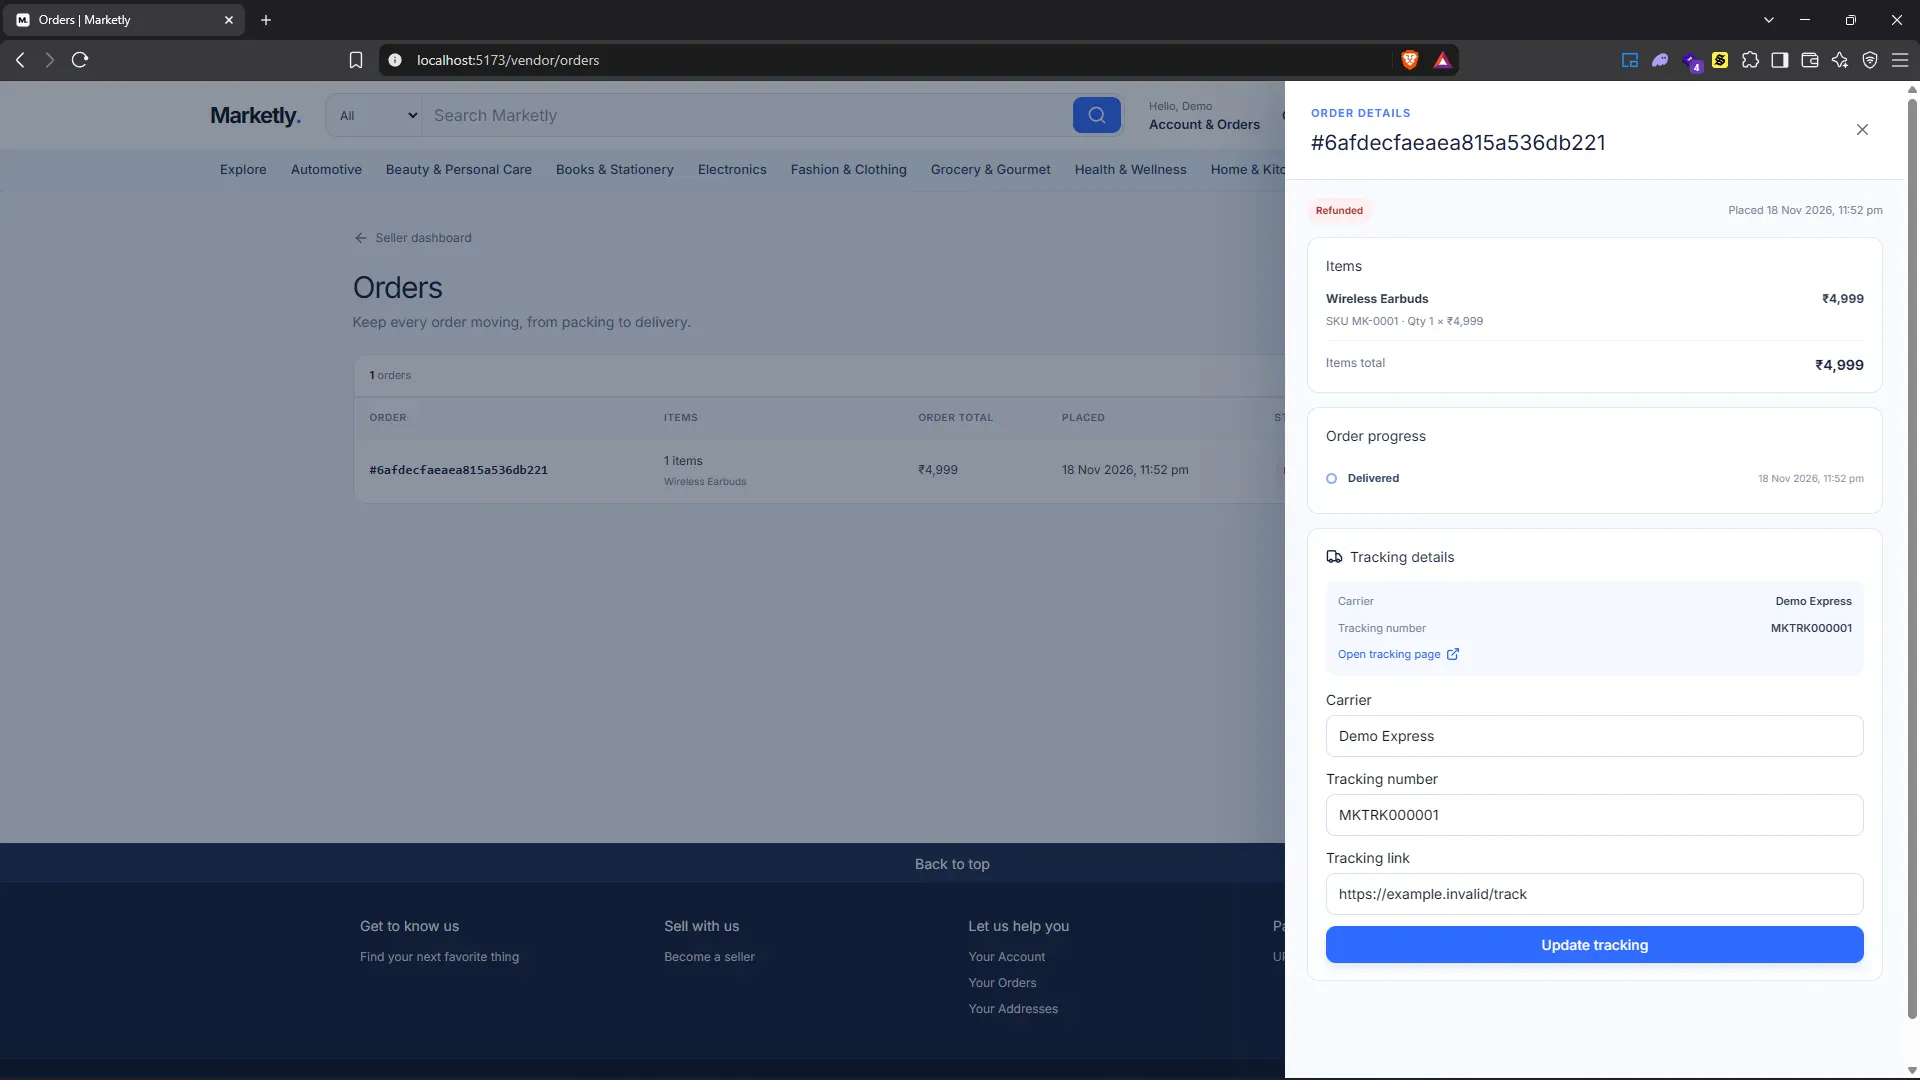 Orders | Marketly
localhost:5173/vendor/orders
4
Marketly.
All
Search Marketly
Hello, Demo
Account & Orders
Explore
Automotive
Beauty & Personal Care
Books & Stationery
Electronics
Fashion & Clothing
Grocery & Gourmet
Health & Wellness
Home & Kitc
Seller dashboard
Orders
Keep every order moving, from packing to delivery.
1 orders
ORDER
ITEMS
ORDER TOTAL
PLACED
ST
#6afdecfaeaea815a536db221
1 items
Wireless Earbuds
₹4,999
18 Nov 2026, 11:52 pm
Back to top
Get to know us
Find your next favorite thing
Sell with us
Become a seller
Let us help you
Your Account
Your Orders
Your Addresses
ORDER DETAILS
#6afdecfaeaea815a536db221
Refunded
Placed 18 Nov 2026, 11:52 pm
Items
Wireless Earbuds
₹4,999
SKU MK-0001 · Qty 1 × ₹4,999
Items total
₹4,999
Order progress
Delivered
18 Nov 2026, 11:52 pm
Tracking details
Carrier
Demo Express
Tracking number
MKTRK000001
Open tracking page
Carrier
Demo Express
Tracking number
MKTRK000001
Tracking link
https://example.invalid/track
Update tracking